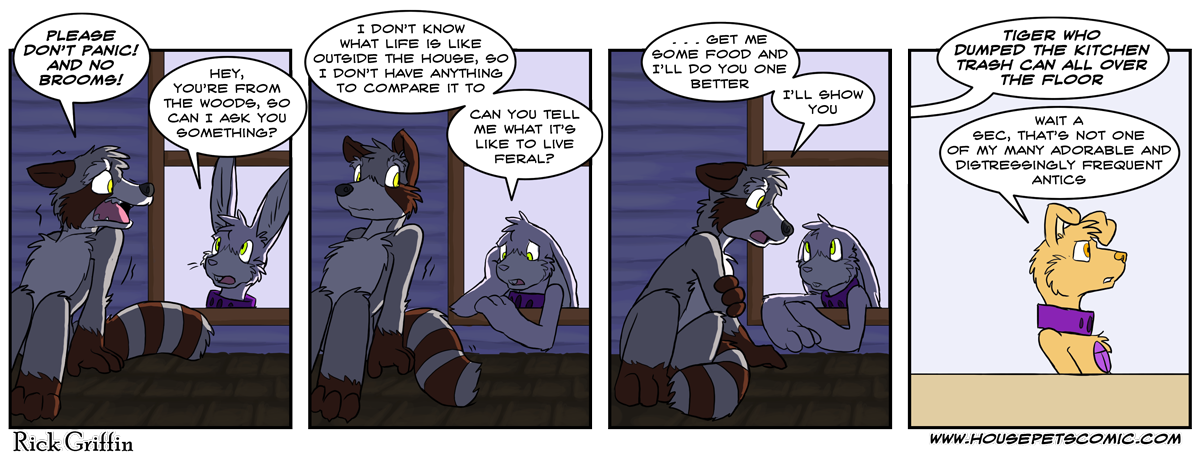 PLEASE
DON'T PANIC!
AND NO
BROOMS!
HEY,
YOU'RE FROM
THE WOODS, SO
CAN I ASK YOU
SOMETHING?
I DON'T KNOW
WHAT LIFE IS LIKE
OUTSIDE THE HOUSE, SO
I DON'T HAVE ANYTHING
TO COMPARE IT TO
CAN YOU TELL
ME WHAT IT'S
LIKE TO LIVE
FERAL?
. . . GET ME
SOME FOOD AND
I'LL DO YOU ONE
BETTER
I'LL SHOW
YOU
TIGER WHO
DUMPED THE KITCHEN
TRASH CAN ALL OVER
THE FLOOR
WAIT A
SEC, THAT'S NOT ONE
OF MY MANY ADORABLE AND
DISTRESSINGLY FREQUENT
ANTICS
Rick Griffin
WWW.HOUSEPETSCOMIC.COM